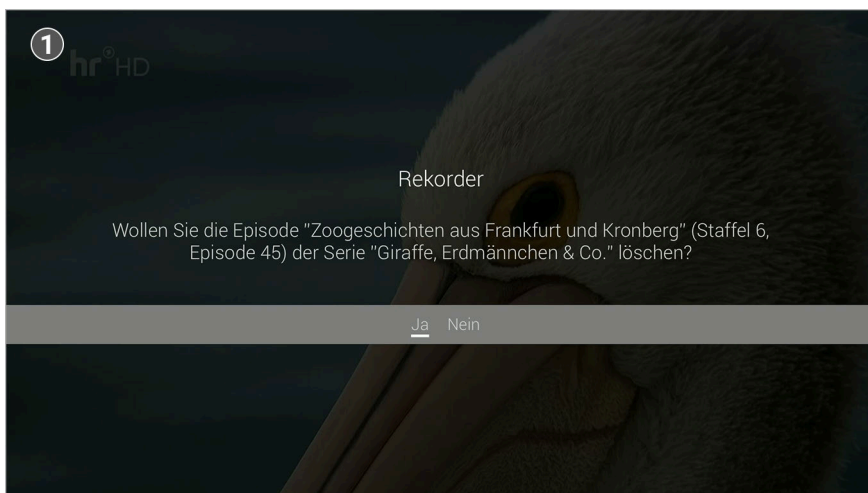 1
hr HD
Rekorder
Wollen Sie die Episode "Zoogeschichten aus Frankfurt und Kronberg" (Staffel 6,
Episode 45) der Serie "Giraffe, Erdmännchen & Co." löschen?
Ja Nein